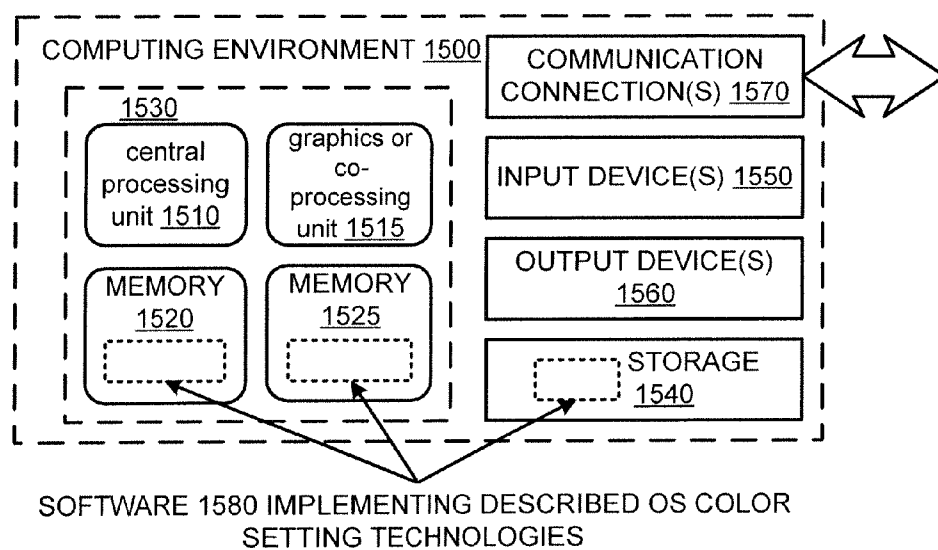 COMPUTING ENVIRONMENT 1500
1530
central
processing
unit 1510
graphics or
co-
processing
unit 1515
MEMORY
1520
MEMORY
1525
COMMUNICATION
CONNECTION(S) 1570
INPUT DEVICE(S) 1550
OUTPUT DEVICE(S)
1560
STORAGE
1540
SOFTWARE 1580 IMPLEMENTING DESCRIBED OS COLOR
SETTING TECHNOLOGIES